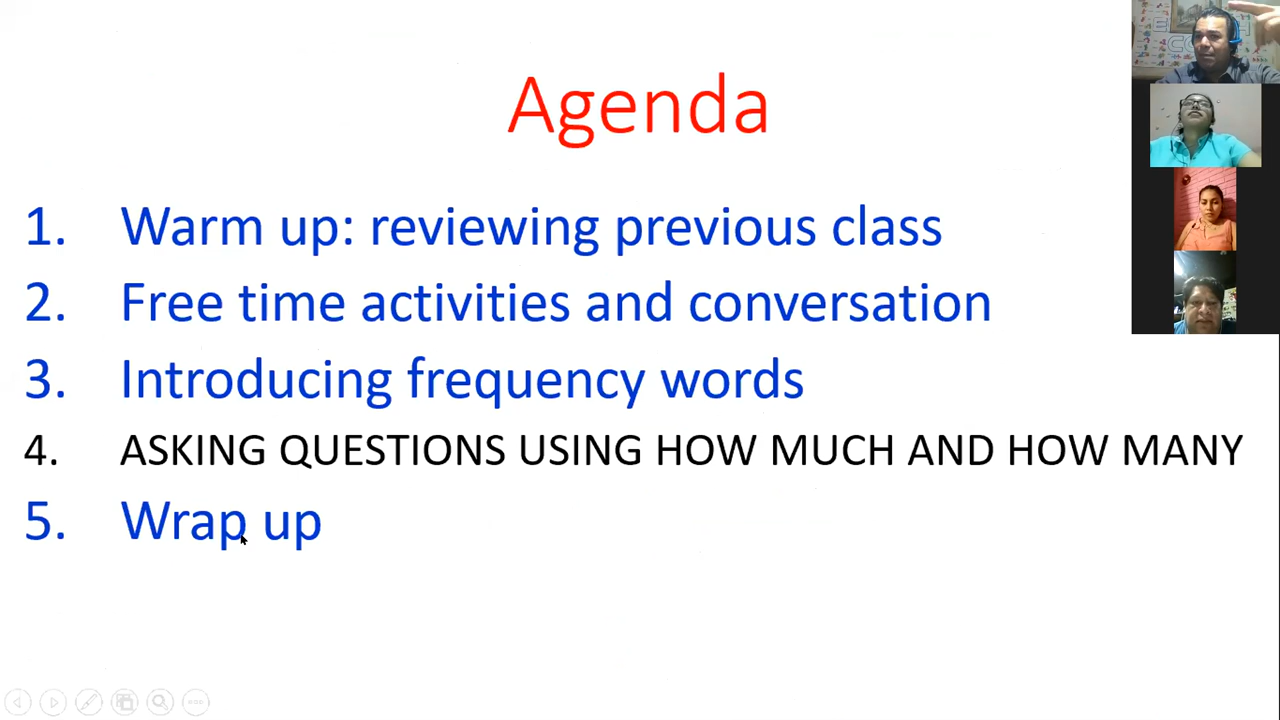 Agenda
1. Warm up: reviewing previous class
2. Free time activities and conversation
3. Introducing frequency words
4. ASKING QUESTIONS USING HOW MUCH AND HOW MANY
5. Wrap up